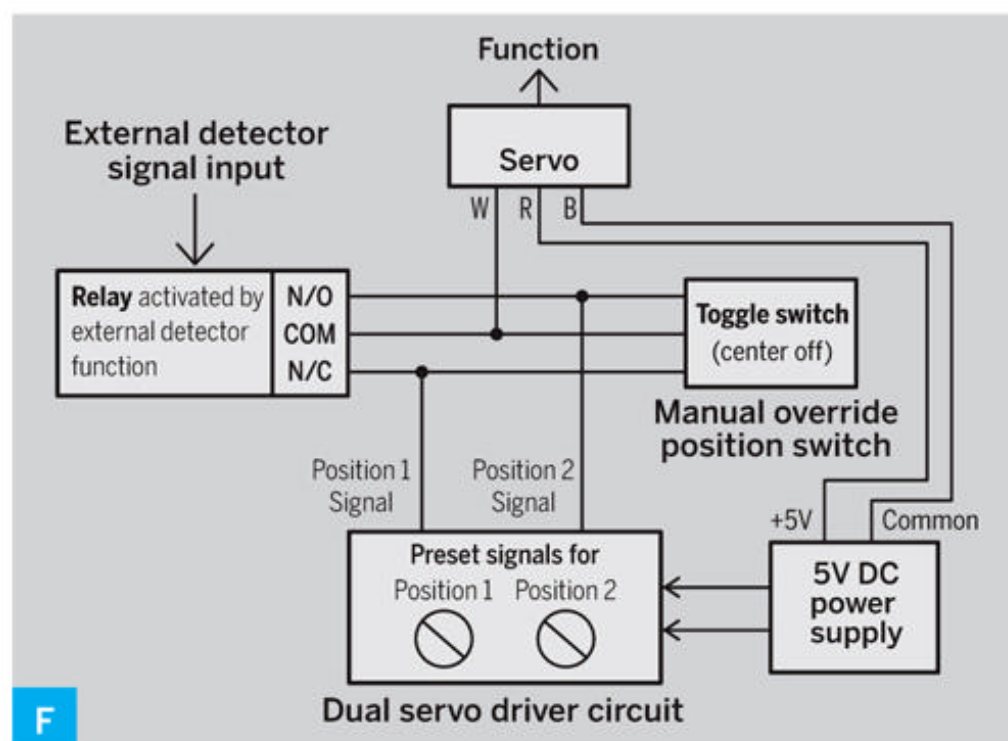 Function
External detector
signal input
Servo
W R B
Relay activated by
external detector
function
N/O
COM
N/C
Toggle switch
(center off)
Manual override
position switch
Position 1
Signal
Position 2
Signal
+5V
Common
Preset signals for
Position 1 Position 2
5V DC
power
supply
Dual servo driver circuit
F